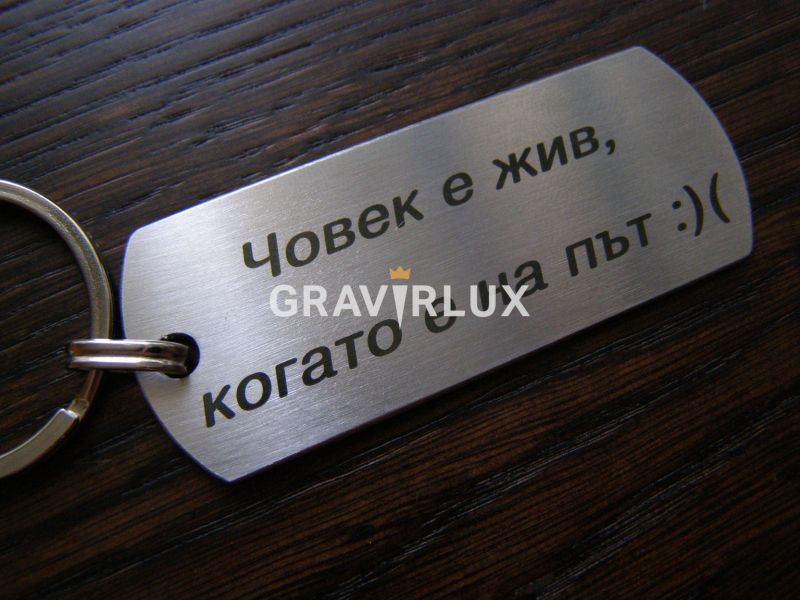 Човек е жив,
когато е на път :)(
GRAVIRLUX